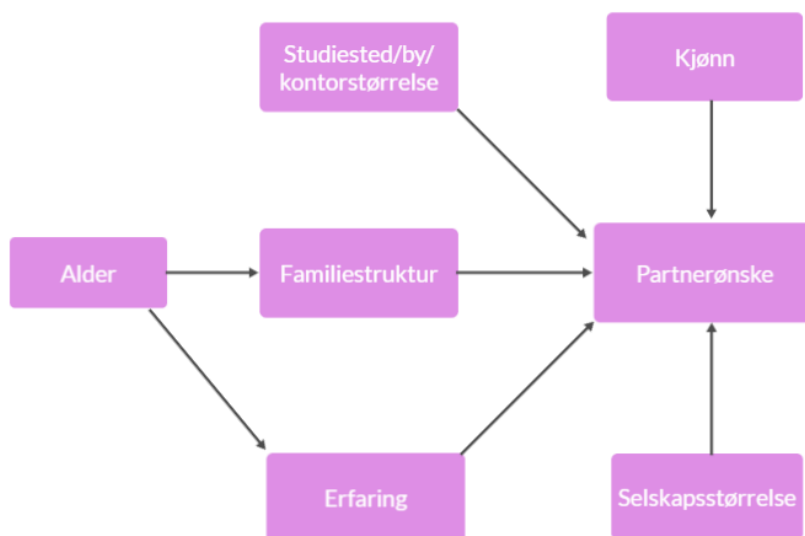 Studiested/by/
kontorstørrelse
Kjønn
Alder
Familiestruktur
Partnerønske
Erfaring
Selskapsstørrelse